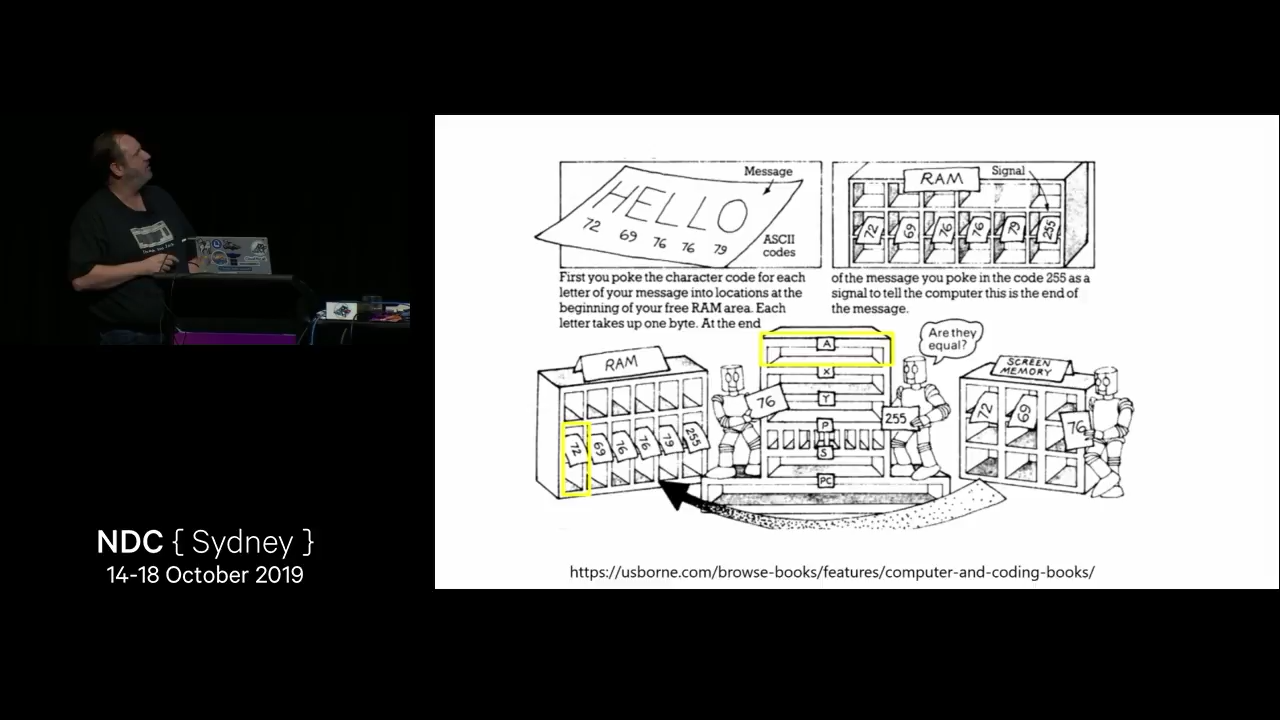 Message
HELLO
72 69 76 76 79
ASCII
codes
RAM
Signal
72 69 76 76 79 255
First you poke the character code for each
letter of your message into locations at the
beginning of your free RAM area. Each
letter takes up one byte. At the end
of the message you poke in the code 255 as a
signal to tell the computer this is the end of
the message.
RAM
72 69 76 76 79 255
76
A
X
Y
P
S
PC
255
Are they
equal?
SCREEN
MEMORY
72 69 76
https://usborne.com/browse-books/features/computer-and-coding-books/
NDC { Sydney }
14-18 October 2019